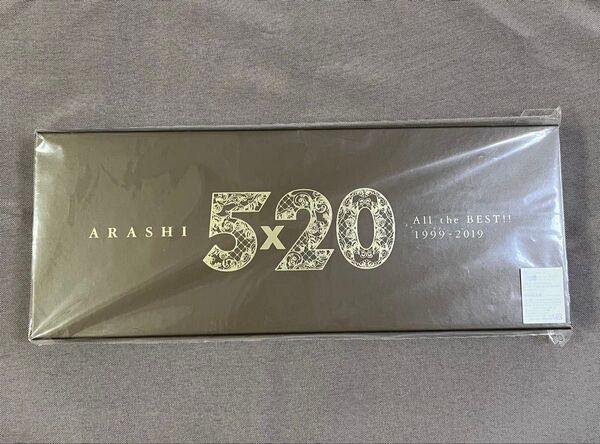 ARASHI
5x20
All the BEST!!
1999-2019